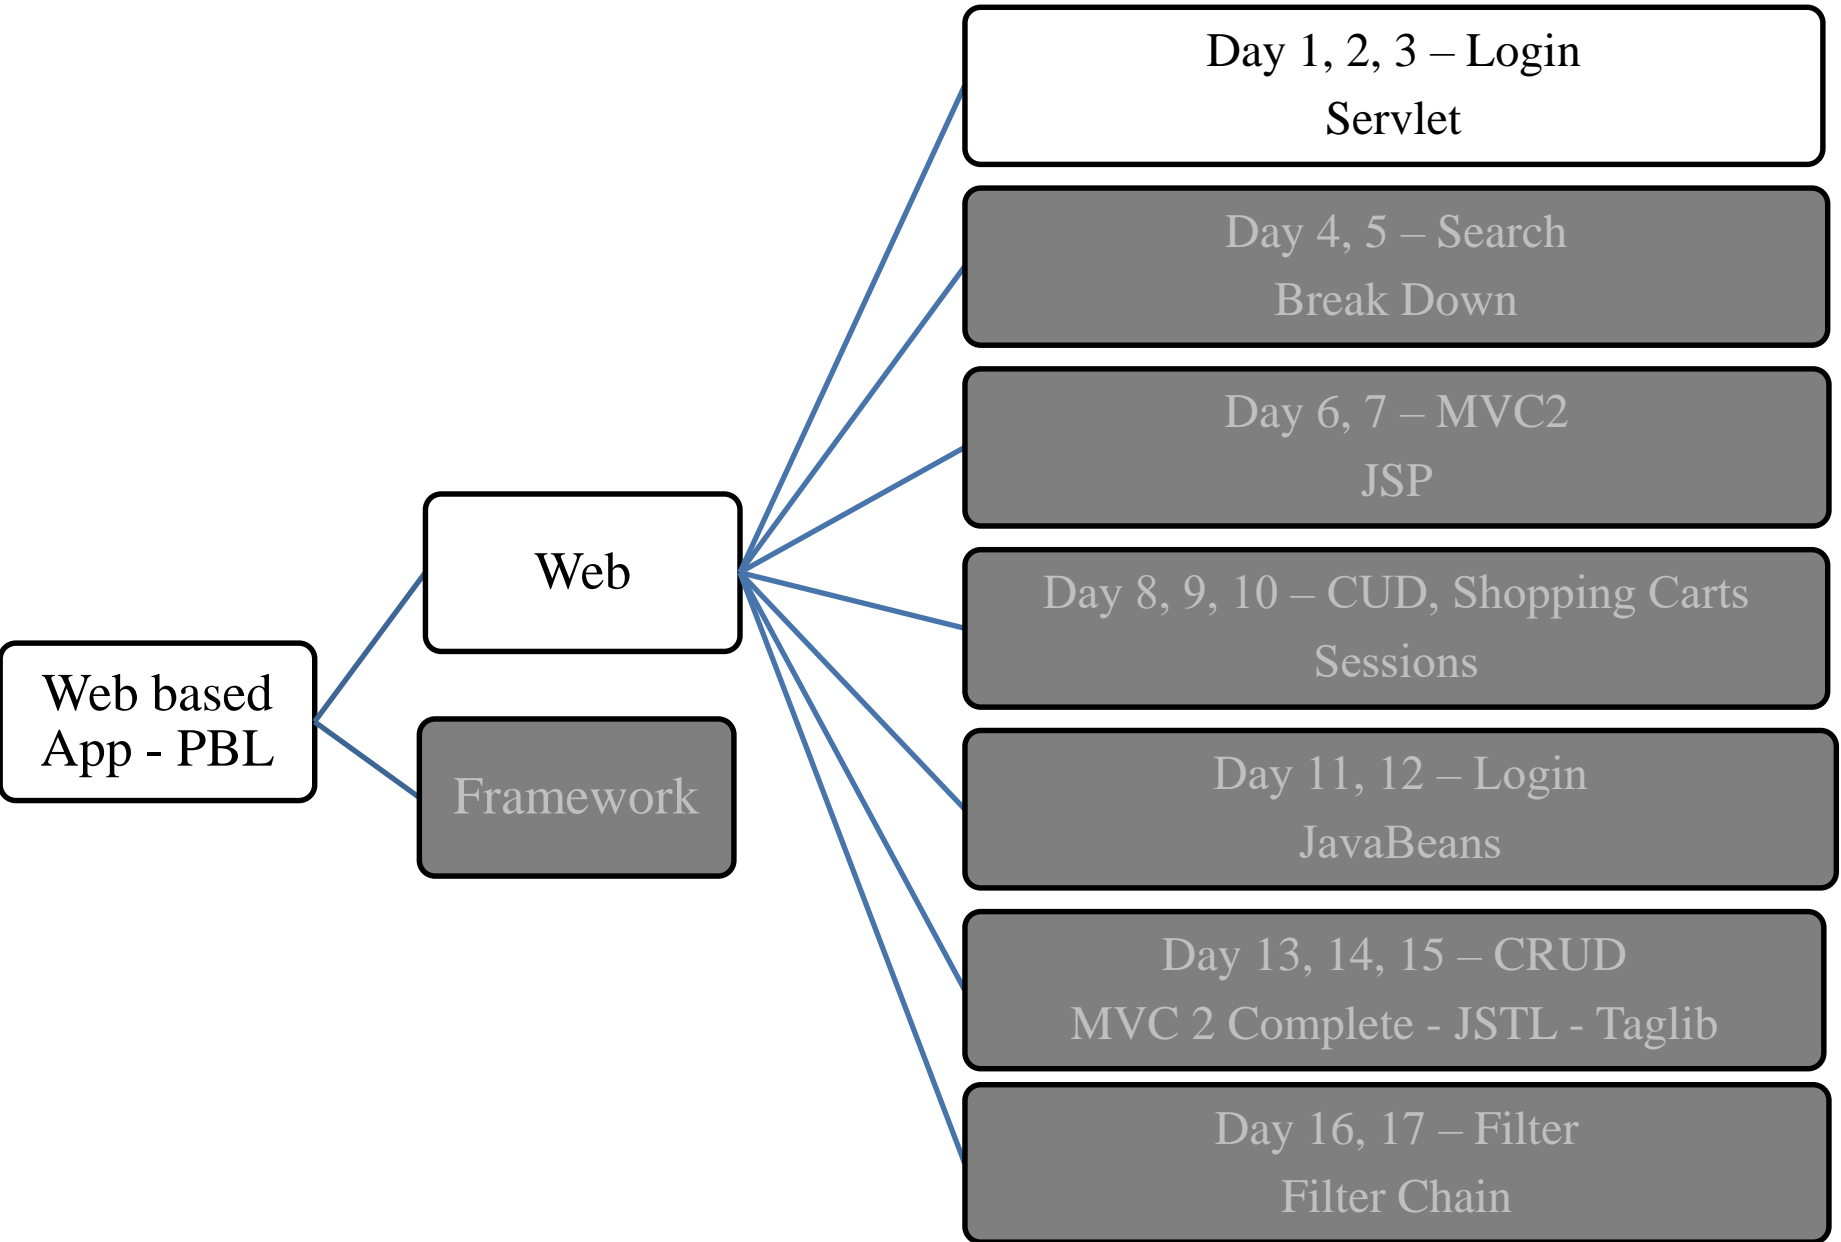 Web based
App - PBL
Web
Framework
Day 1, 2, 3 – Login
Servlet
Day 4, 5 – Search
Break Down
Day 6, 7 – MVC2
JSP
Day 8, 9, 10 – CUD, Shopping Carts
Sessions
Day 11, 12 – Login
JavaBeans
Day 13, 14, 15 – CRUD
MVC 2 Complete - JSTL - Taglib
Day 16, 17 – Filter
Filter Chain